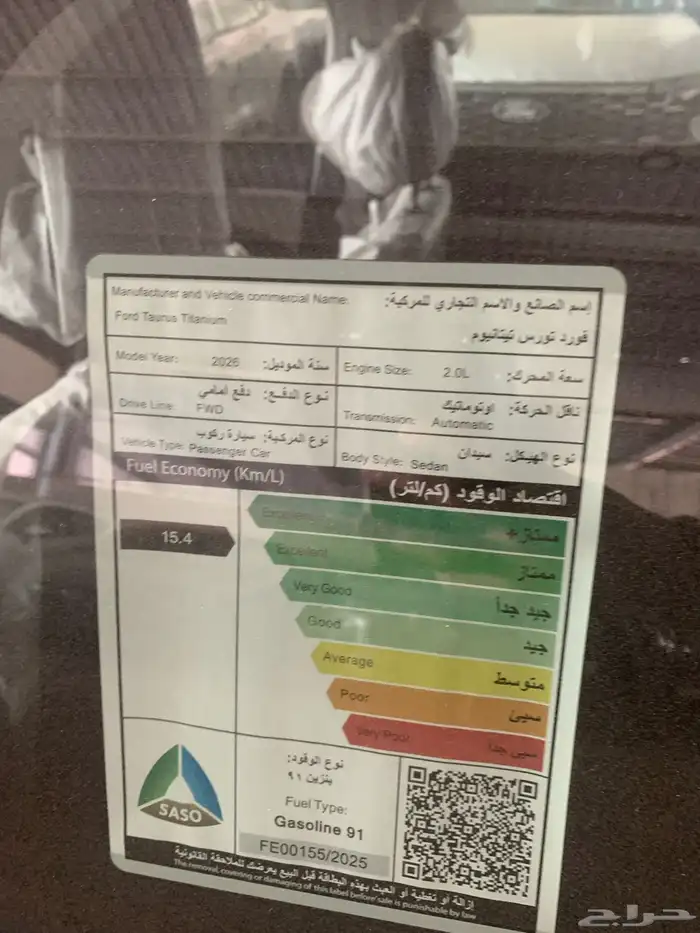 Ford
Manufacturer and Vehicle commercial Name: إسم الصانع والاسم التجاري للمركبة:
Ford Taurus Titanium فورد تورس تيتانيوم
Model Year: 2026 سنة الموديل: Engine Size: 2.0L سعة المحرك:
Drive Line: دفع امامي نوع الدفع: Transmission: اوتوماتيك ناقل الحركة:
FWD Automatic
Vehicle Type: سيارة ركوب نوع المركبة: Body Style: سيدان نوع الهيكل:
Passenger Car Sedan
Fuel Economy (Km/L) اقتصاد الوقود (كم/لتر)
15.4
Excellent+ ممتاز+
Excellent ممتاز
Very Good جيد جداً
Good جيد
Average متوسط
Poor سيئ
Very Poor سيئ جداً
SASO
نوع الوقود:
بنزين ٩١
Fuel Type:
Gasoline 91
FE00155/2025
إزالة أو تغطية أو العبث بهذه البطاقة قبل البيع يعرضك للملاحقة القانونية
The removal, covering or damaging of this label before sale is punishable by law
حراج